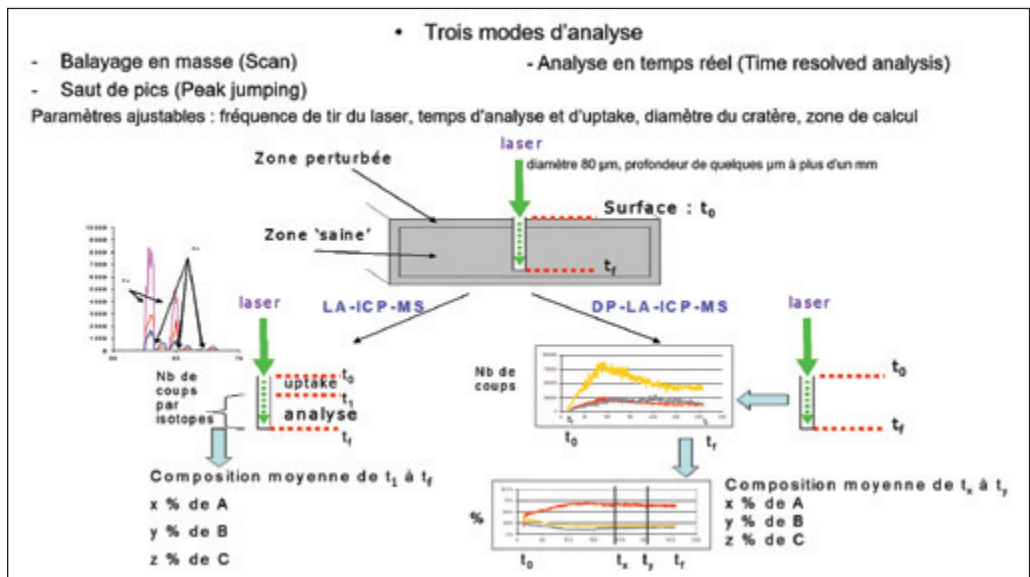 • Trois modes d'analyse
- Balayage en masse (Scan)
- Analyse en temps réel (Time resolved analysis)
- Saut de pics (Peak jumping)
Paramètres ajustables : fréquence de tir du laser, temps d'analyse et d'uptake, diamètre du cratère, zone de calcul
laser
Zone perturbée
diamètre 80 µm, profondeur de quelques µm à plus d'un mm
Surface : t0
Zone 'saine'
tf
LA-ICP-MS
DP-LA-ICP-MS
laser
laser
Nb de
coups
par
isotopes
t0
uptake
t1
analyse
tf
Nb de
coups
t0
tf
t0
tf
Composition moyenne de t1 à tf
x % de A
y % de B
z % de C
%
t0
tx
ty
tf
Composition moyenne de tx à ty
x % de A
y % de B
z % de C